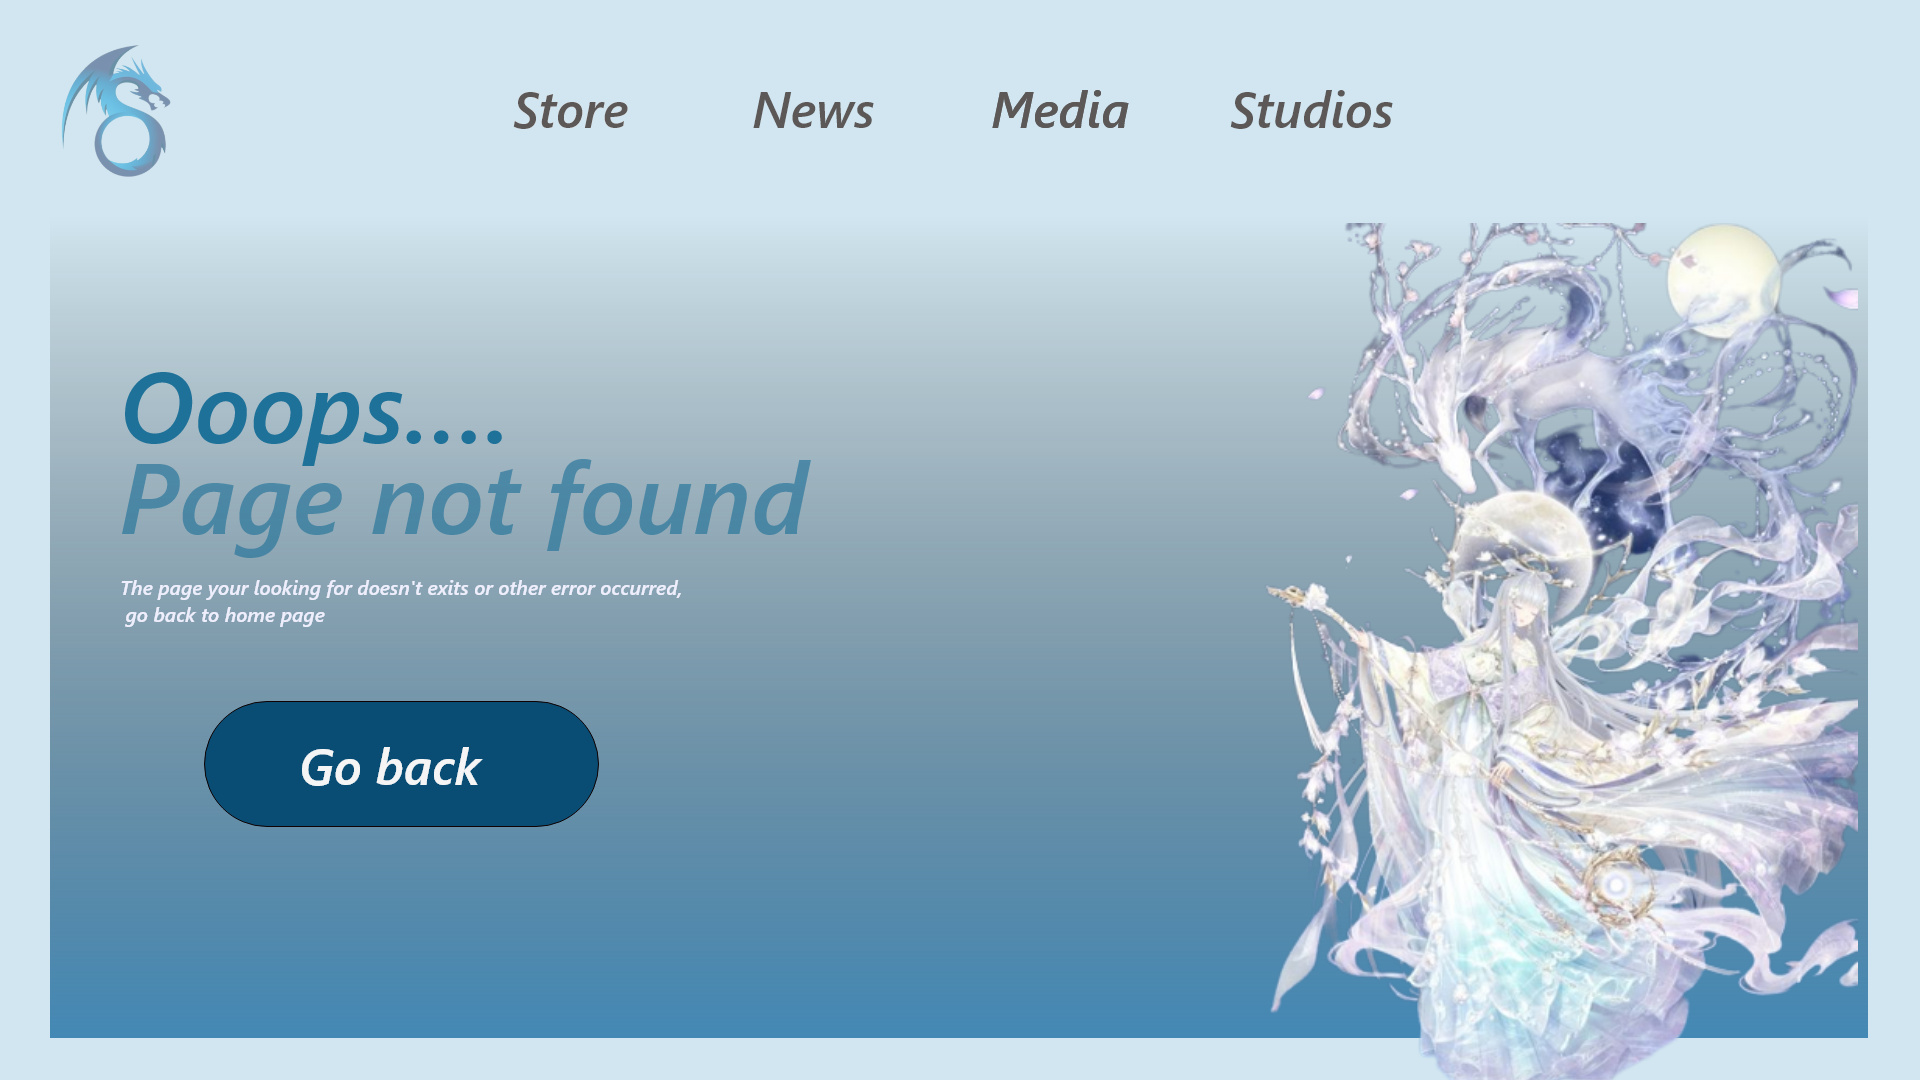 Store
News
Media
Studios
Ooops....
Page not found
The page your looking for doesn't exits or other error occurred,
go back to home page
Go back